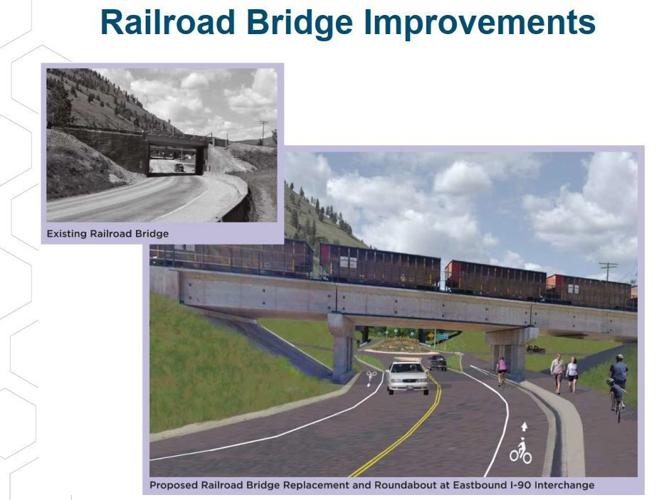 Railroad Bridge Improvements
Existing Railroad Bridge
Proposed Railroad Bridge Replacement and Roundabout at Eastbound I-90 Interchange